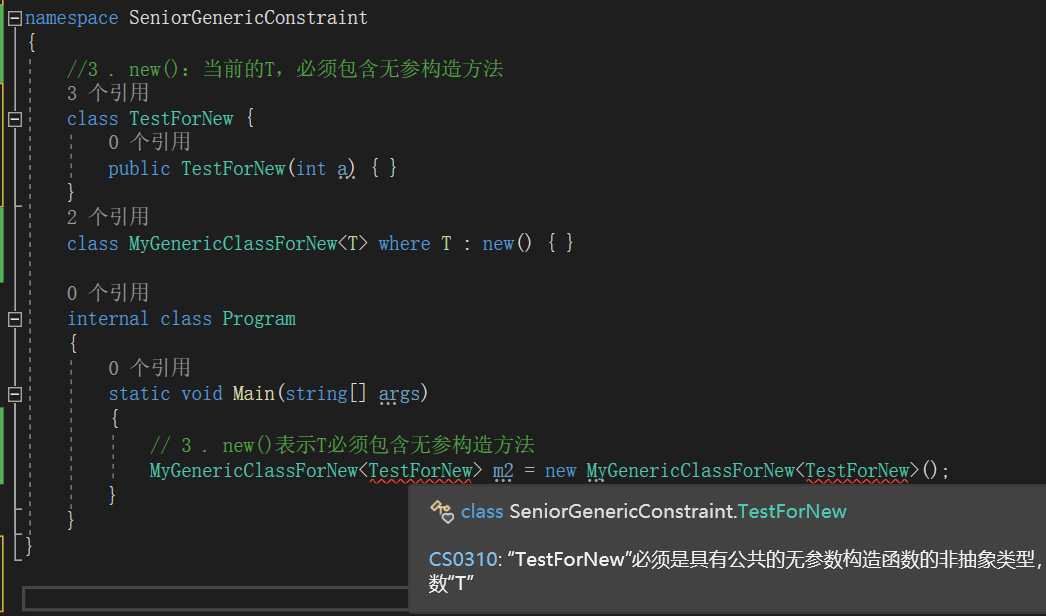 namespace SeniorGenericConstraint
{
//3 . new()：当前的T，必须包含无参构造方法
3 个引用
class TestForNew {
0 个引用
public TestForNew(int a) { }
}
2 个引用
class MyGenericClassForNew<T> where T : new() { }
0 个引用
internal class Program
{
0 个引用
static void Main(string[] args)
{
// 3 . new()表示T必须包含无参构造方法
MyGenericClassForNew<TestForNew> m2 = new MyGenericClassForNew<TestForNew>();
}
}
}
class SeniorGenericConstraint.TestForNew
CS0310: “TestForNew”必须是具有公共的无参数构造函数的非抽象类型，
数“T”